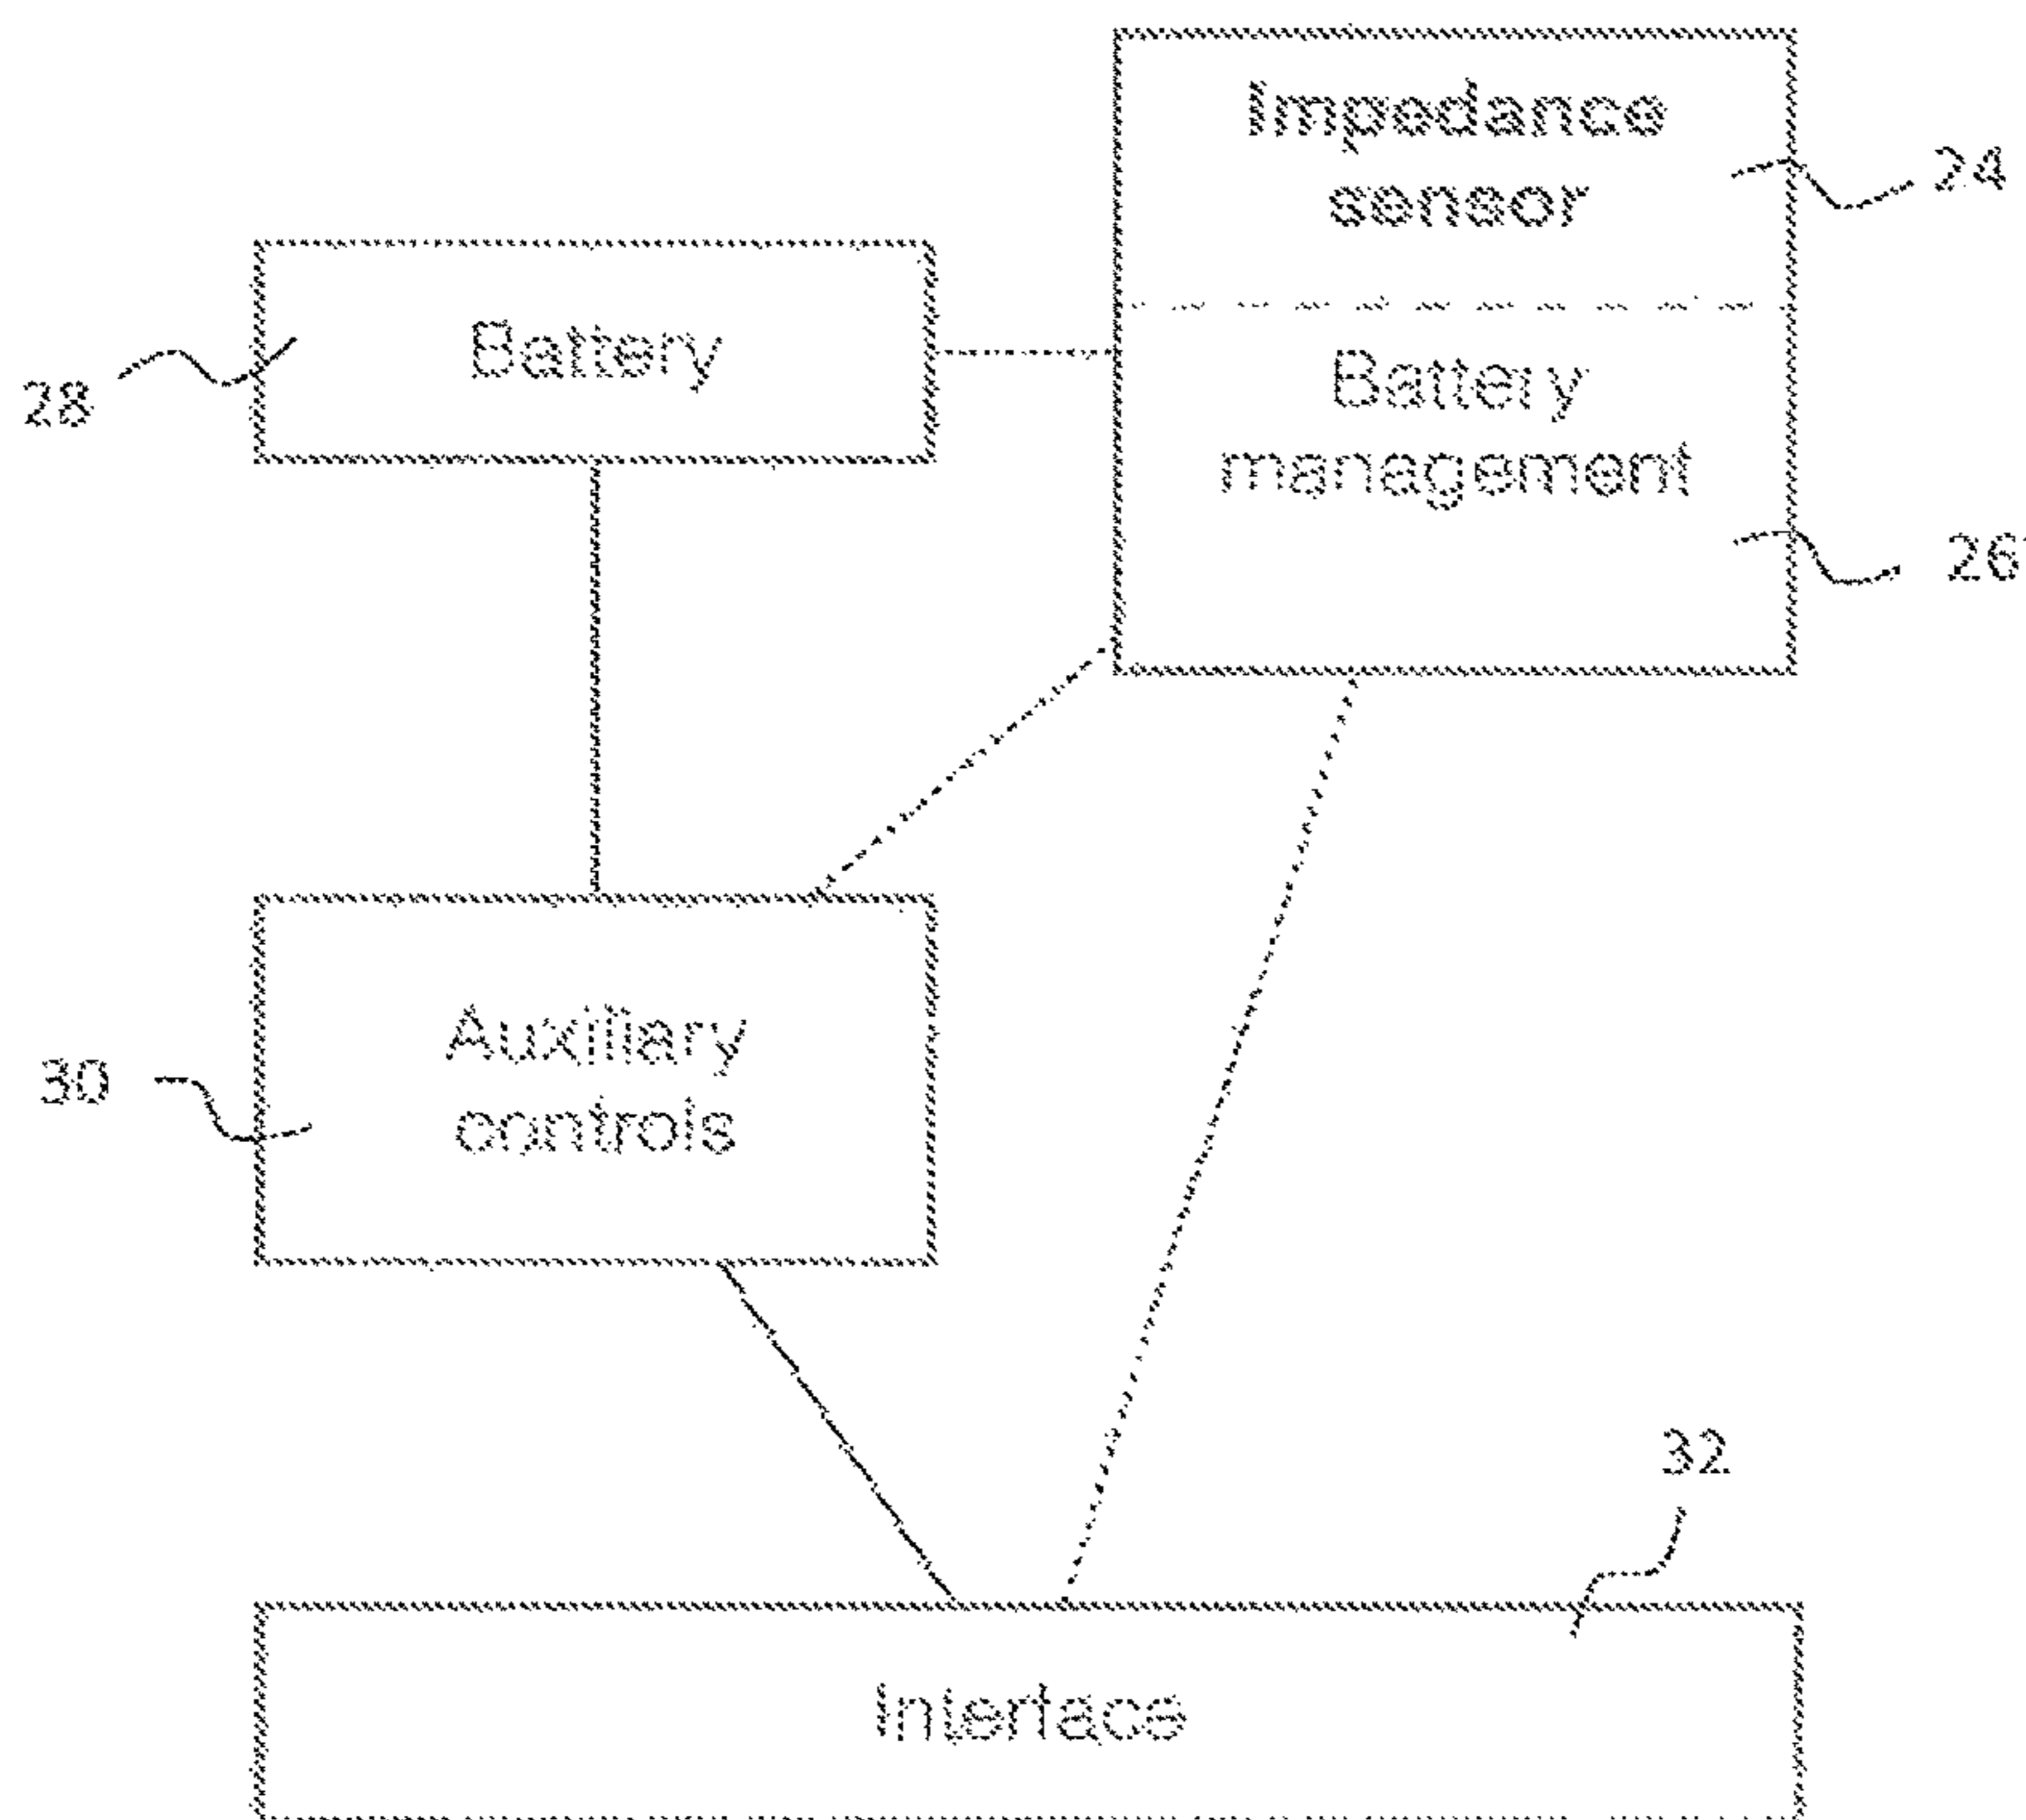 Impedance
sensor
24
Battery
28
Battery
management
26
Auxiliary
controls
30
32
Interface